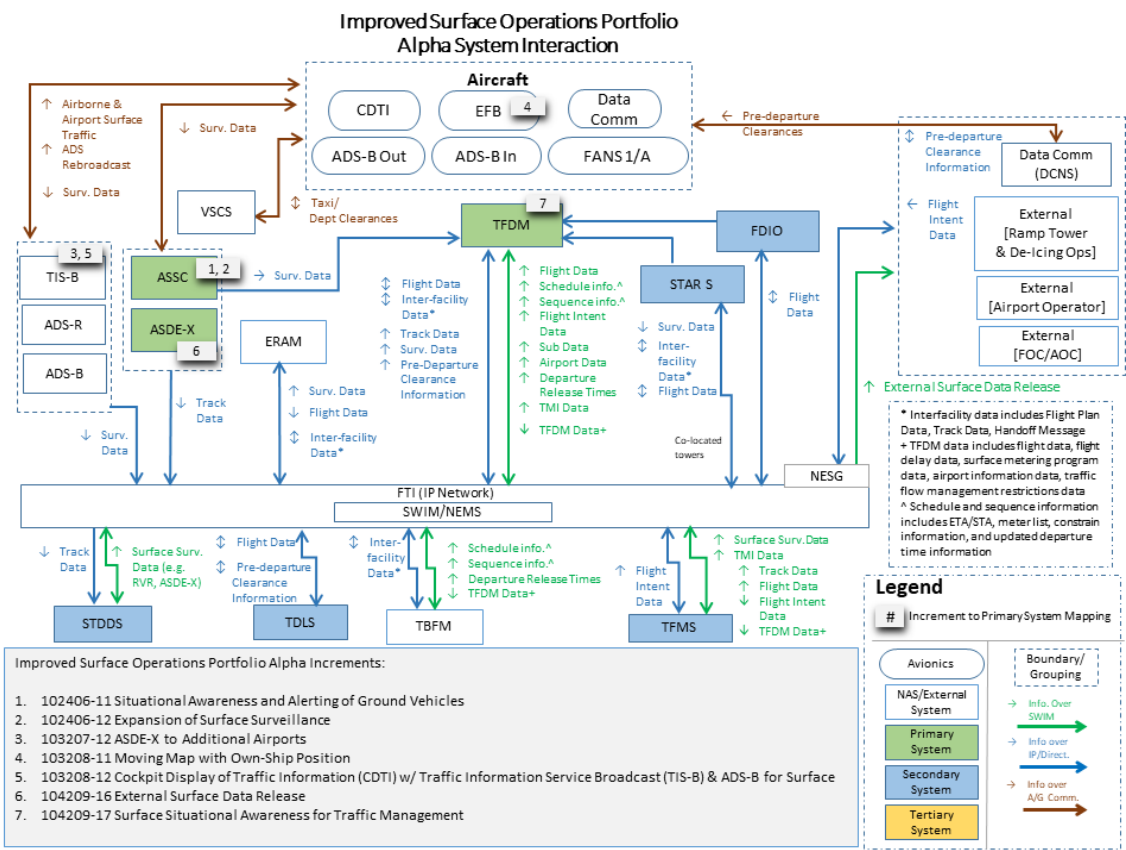 Improved Surface Operations Portfolio
Alpha System Interaction
Aircraft
CDTI
EFB
4
Data
Comm
ADS-B Out
ADS-B In
FANS 1/A
↑ Airborne &
Airport Surface
Traffic
↑ ADS
Rebroadcast
↓ Surv. Data
↓ Surv. Data
VSCS
↕ Taxi/
Dept Clearances
← Pre-departure
Clearances
↕ Pre-departure
Clearance
Information
← Flight
Intent
Data
Data Comm
(DCNS)
External
[Ramp Tower
& De-Icing Ops]
External
[Airport Operator]
External
[FOC/AOC]
3, 5
TIS-B
ADS-R
ADS-B
1, 2
ASSC
ASDE-X
6
→ Surv. Data
7
TFDM
FDIO
STAR S
ERAM
↕ Flight Data
↕ Inter-facility
Data*
↑ Track Data
↑ Surv. Data
↑ Pre-Departure
Clearance
Information
↑ Flight Data
↑ Schedule info.^
↑ Sequence info.^
↑ Flight Intent
Data
↑ Sub Data
↑ Airport Data
↑ Departure
Release Times
↑ TMI Data
↓ TFDM Data+
↓ Surv. Data
↕ Inter-
facility
Data*
↕ Flight Data
↕ Flight
Data
↑ Surv. Data
↓ Flight Data
↕ Inter-facility
Data*
↓ Track
Data
↓ Surv.
Data
Co-located
towers
↑ External Surface Data Release
NESG
FTI (IP Network)
SWIM/NEMS
* Interfacility data includes Flight Plan
Data, Track Data, Handoff Message
+ TFDM data includes flight data, flight
delay data, surface metering program
data, airport information data, traffic
flow management restrictions data
^ Schedule and sequence information
includes ETA/STA, meter list, constrain
information, and updated departure
time information
↓ Track
Data
↑ Surface Surv.
Data (e.g.
RVR, ASDE-X)
↕ Flight Data
↕ Pre-departure
Clearance
Information
↕ Inter-
facility
Data*
↑ Schedule info.^
↑ Sequence info.^
↑ Departure Release Times
↓ TFDM Data+
↑ Flight
Intent
Data
↑ Surface Surv.Data
↑ TMI Data
↑ Track Data
↑ Flight Data
↓ Flight Intent
Data
↓ TFDM Data+
STDDS
TDLS
TBFM
TFMS
Improved Surface Operations Portfolio Alpha Increments:
1. 102406-11 Situational Awareness and Alerting of Ground Vehicles
2. 102406-12 Expansion of Surface Surveillance
3. 103207-12 ASDE-X to Additional Airports
4. 103208-11 Moving Map with Own-Ship Position
5. 103208-12 Cockpit Display of Traffic Information (CDTI) w/ Traffic Information Service Broadcast (TIS-B) & ADS-B for Surface
6. 104209-16 External Surface Data Release
7. 104209-17 Surface Situational Awareness for Traffic Management
Legend
# Increment to Primary System Mapping
Avionics
NAS/External
System
Primary
System
Secondary
System
Tertiary
System
Boundary/
Grouping
→ Info. Over
SWIM
→ Info over
IP/Direct.
→ Info over
A/G Comm.